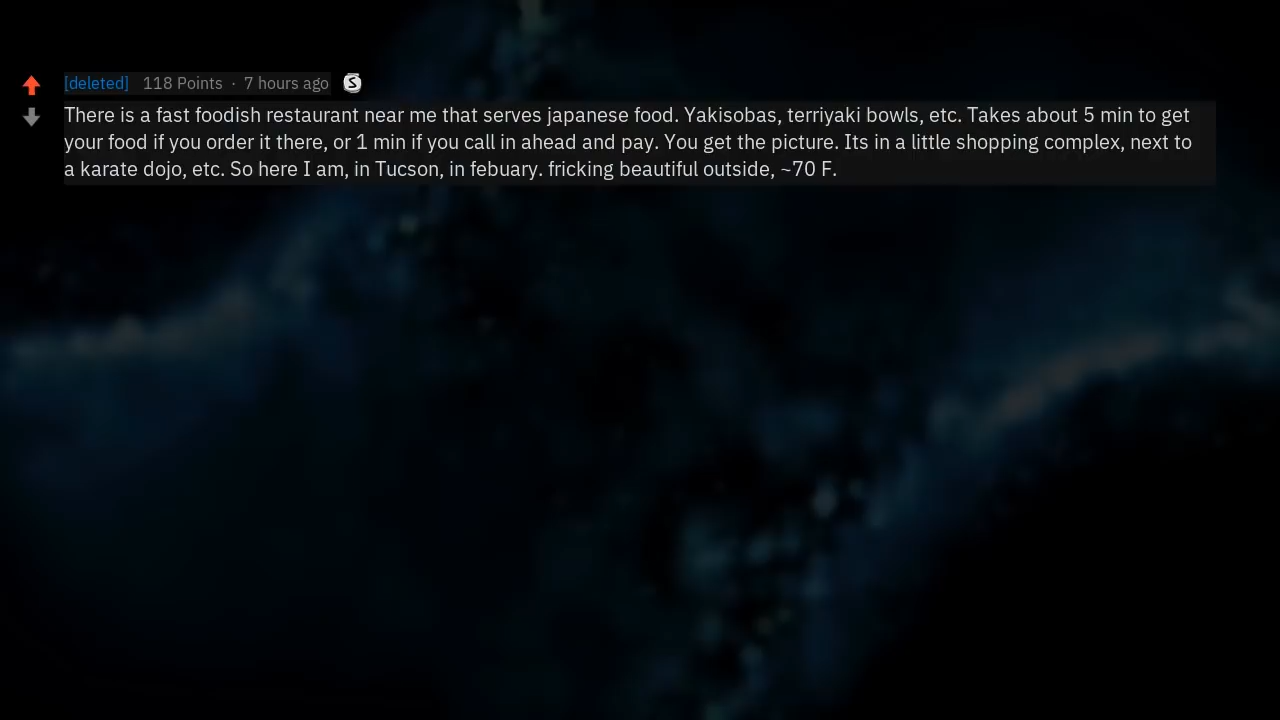 [deleted] 118 Points · 7 hours ago
There is a fast foodish restaurant near me that serves japanese food. Yakisobas, terriyaki bowls, etc. Takes about 5 min to get
your food if you order it there, or 1 min if you call in ahead and pay. You get the picture. Its in a little shopping complex, next to
a karate dojo, etc. So here I am, in Tucson, in febuary. fricking beautiful outside, ~70 F.